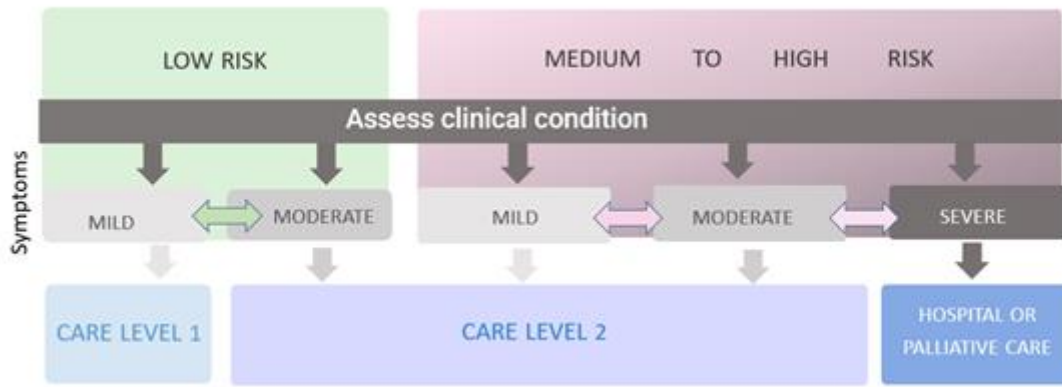 LOW RISK
MEDIUM TO HIGH RISK
Assess clinical condition
Symptoms
MILD
MODERATE
MILD
MODERATE
SEVERE
CARE LEVEL 1
CARE LEVEL 2
HOSPITAL OR
PALLIATIVE CARE